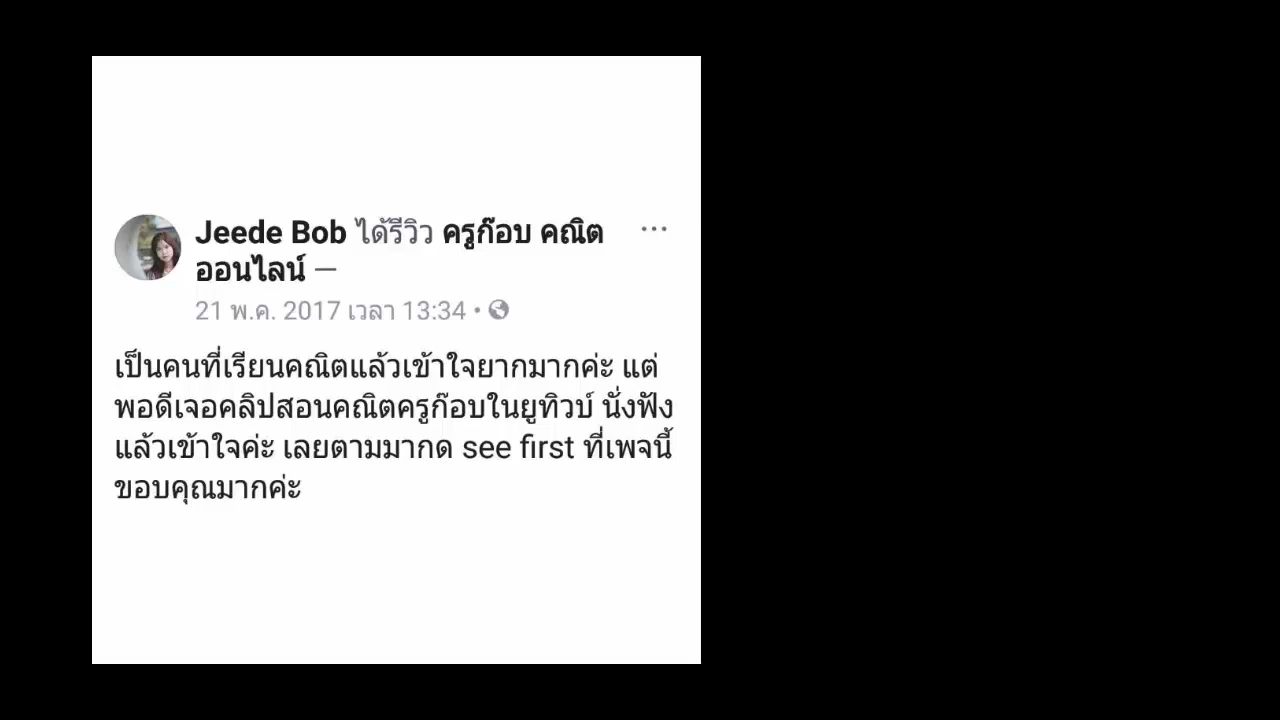 Jeede Bob ได้รีวิว ครูก๊อบ คณิต
ออนไลน์ —
21 พ.ค. 2017 เวลา 13:34 •
เป็นคนที่เรียนคณิตแล้วเข้าใจยากมากค่ะ แต่
พอดีเจอคลิปสอนคณิตครูก๊อบในยูทิวบ์ นั่งฟัง
แล้วเข้าใจค่ะ เลยตามมากด see first ที่เพจนี้
ขอบคุณมากค่ะ